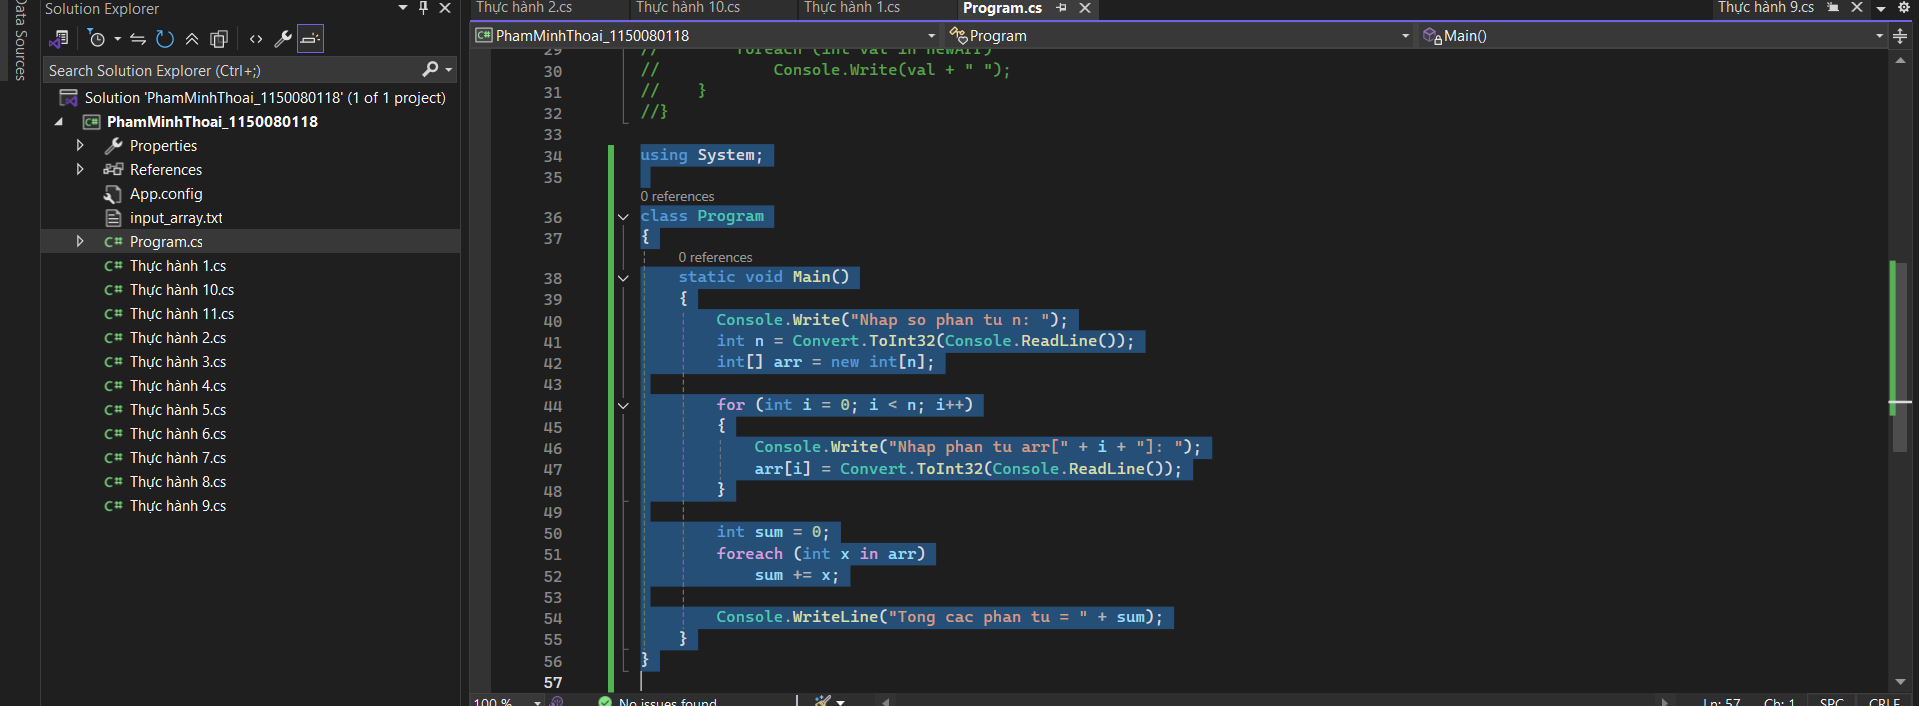 Data Sources
Solution Explorer
Search Solution Explorer (Ctrl+;)
Solution 'PhamMinhThoai_1150080118' (1 of 1 project)
PhamMinhThoai_1150080118
Properties
References
App.config
input_array.txt
C# Program.cs
C# Thực hành 1.cs
C# Thực hành 10.cs
C# Thực hành 11.cs
C# Thực hành 2.cs
C# Thực hành 3.cs
C# Thực hành 4.cs
C# Thực hành 5.cs
C# Thực hành 6.cs
C# Thực hành 7.cs
C# Thực hành 8.cs
C# Thực hành 9.cs
Thực hành 2.cs Thực hành 10.cs Thực hành 1.cs Program.cs Thực hành 9.cs
C# PhamMinhThoai_1150080118 Program Main()
29 // foreach (int val in newArr)
30 // Console.Write(val + " ");
31 // }
32 //}
33
34 using System;
35
0 references
36 class Program
37 {
0 references
38 static void Main()
39 {
40 Console.Write("Nhap so phan tu n: ");
41 int n = Convert.ToInt32(Console.ReadLine());
42 int[] arr = new int[n];
43
44 for (int i = 0; i < n; i++)
45 {
46 Console.Write("Nhap phan tu arr[" + i + "]: ");
47 arr[i] = Convert.ToInt32(Console.ReadLine());
48 }
49
50 int sum = 0;
51 foreach (int x in arr)
52 sum += x;
53
54 Console.WriteLine("Tong cac phan tu = " + sum);
55 }
56 }
57
100 % No issues found Ln: 57 Ch: 1 SPC CRLF